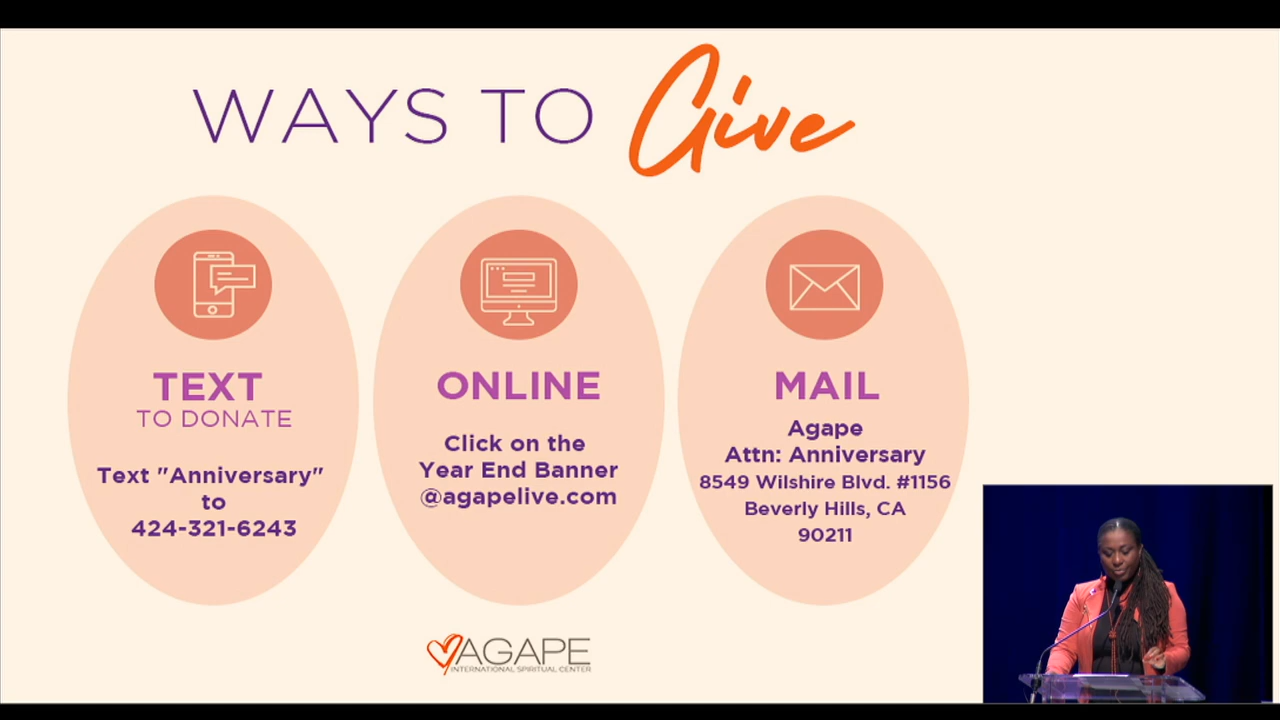 WAYS TO Give
TEXT
TO DONATE
Text "Anniversary"
to
424-321-6243
ONLINE
Click on the
Year End Banner
@agapelive.com
MAIL
Agape
Attn: Anniversary
8549 Wilshire Blvd. #1156
Beverly Hills, CA
90211
AGAPE
INTERNATIONAL SPIRITUAL CENTER